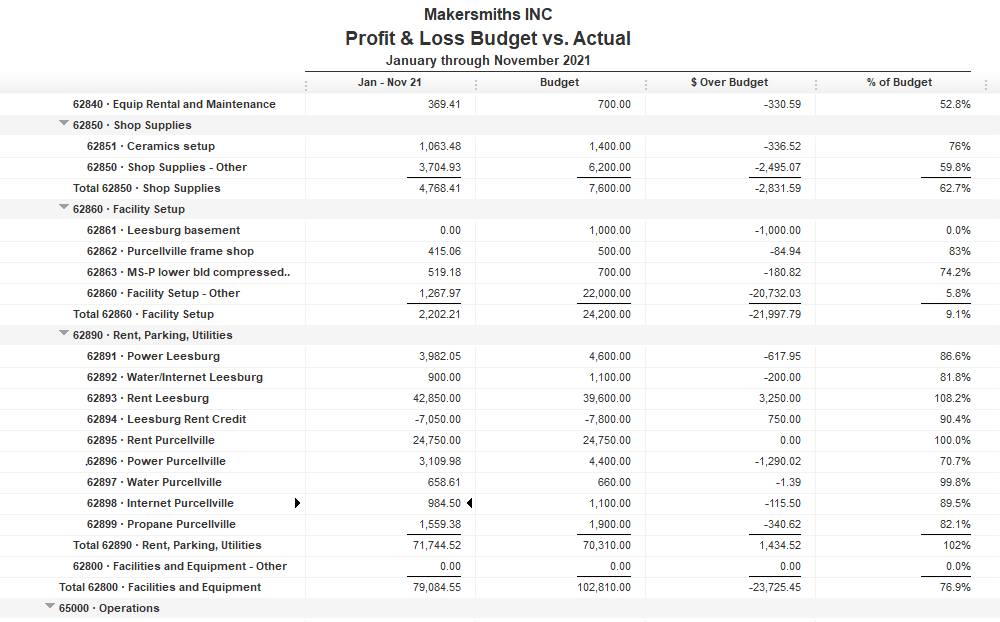 Makersmiths INC
Profit & Loss Budget vs. Actual
January through November 2021
Jan - Nov 21 Budget $ Over Budget % of Budget
62840 · Equip Rental and Maintenance 369.41 700.00 -330.59 52.8%
62850 · Shop Supplies
62851 · Ceramics setup 1,063.48 1,400.00 -336.52 76%
62850 · Shop Supplies - Other 3,704.93 6,200.00 -2,495.07 59.8%
Total 62850 · Shop Supplies 4,768.41 7,600.00 -2,831.59 62.7%
62860 · Facility Setup
62861 · Leesburg basement 0.00 1,000.00 -1,000.00 0.0%
62862 · Purcellville frame shop 415.06 500.00 -84.94 83%
62863 · MS-P lower bld compressed.. 519.18 700.00 -180.82 74.2%
62860 · Facility Setup - Other 1,267.97 22,000.00 -20,732.03 5.8%
Total 62860 · Facility Setup 2,202.21 24,200.00 -21,997.79 9.1%
62890 · Rent, Parking, Utilities
62891 · Power Leesburg 3,982.05 4,600.00 -617.95 86.6%
62892 · Water/Internet Leesburg 900.00 1,100.00 -200.00 81.8%
62893 · Rent Leesburg 42,850.00 39,600.00 3,250.00 108.2%
62894 · Leesburg Rent Credit -7,050.00 -7,800.00 750.00 90.4%
62895 · Rent Purcellville 24,750.00 24,750.00 0.00 100.0%
62896 · Power Purcellville 3,109.98 4,400.00 -1,290.02 70.7%
62897 · Water Purcellville 658.61 660.00 -1.39 99.8%
62898 · Internet Purcellville 984.50 1,100.00 -115.50 89.5%
62899 · Propane Purcellville 1,559.38 1,900.00 -340.62 82.1%
Total 62890 · Rent, Parking, Utilities 71,744.52 70,310.00 1,434.52 102%
62800 · Facilities and Equipment - Other 0.00 0.00 0.00 0.0%
Total 62800 · Facilities and Equipment 79,084.55 102,810.00 -23,725.45 76.9%
65000 · Operations